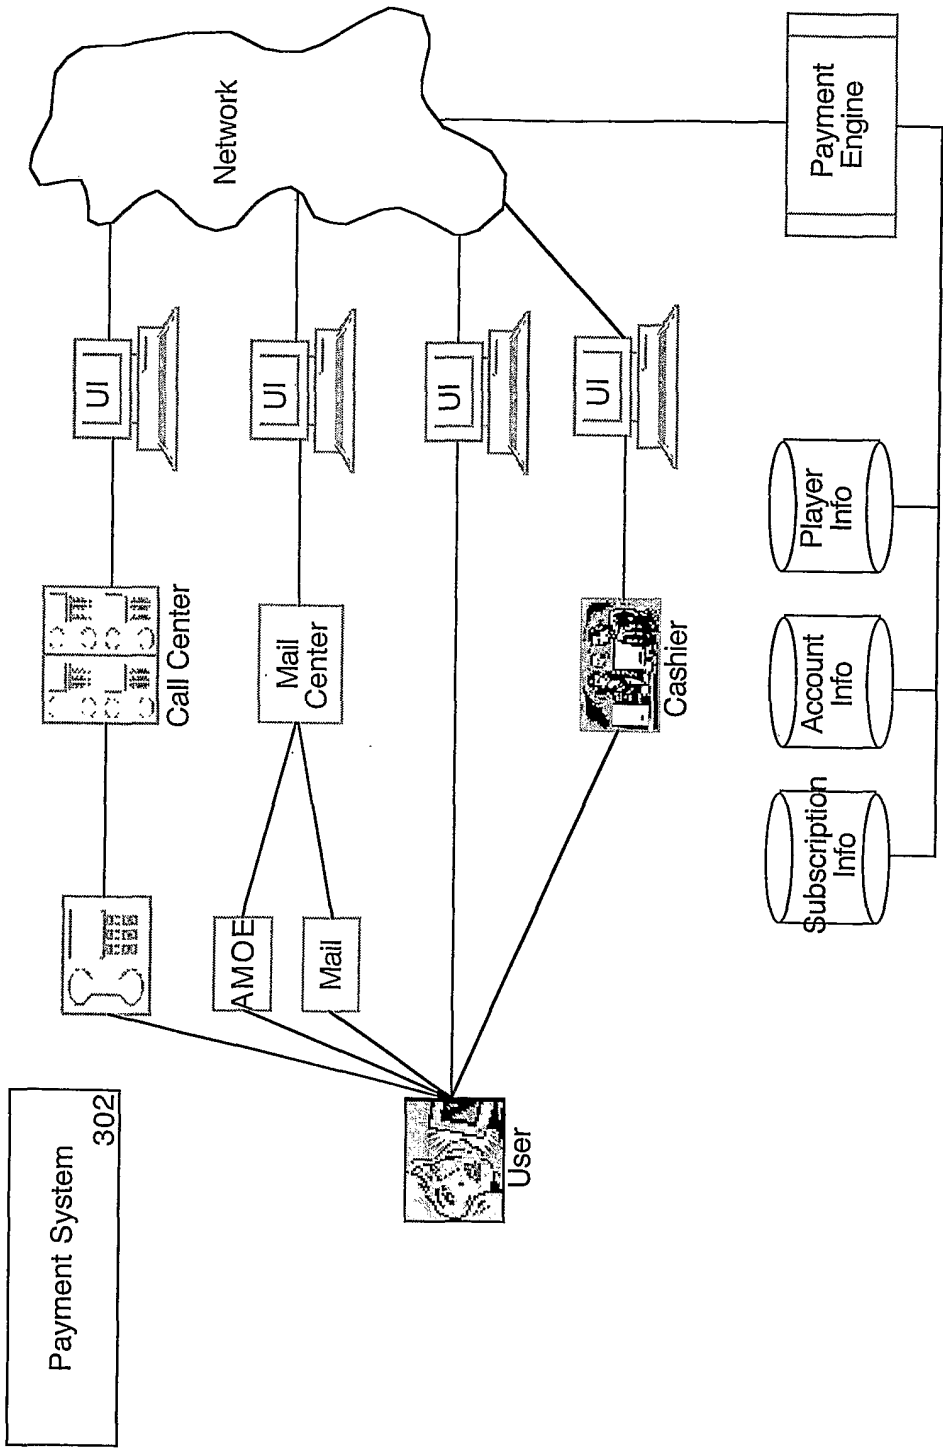 Payment System
302
User
AMOE
Mail
Call Center
Mail
Center
Cashier
UI
UI
UI
UI
Network
Subscription
Info
Account
Info
Player
Info
Payment
Engine